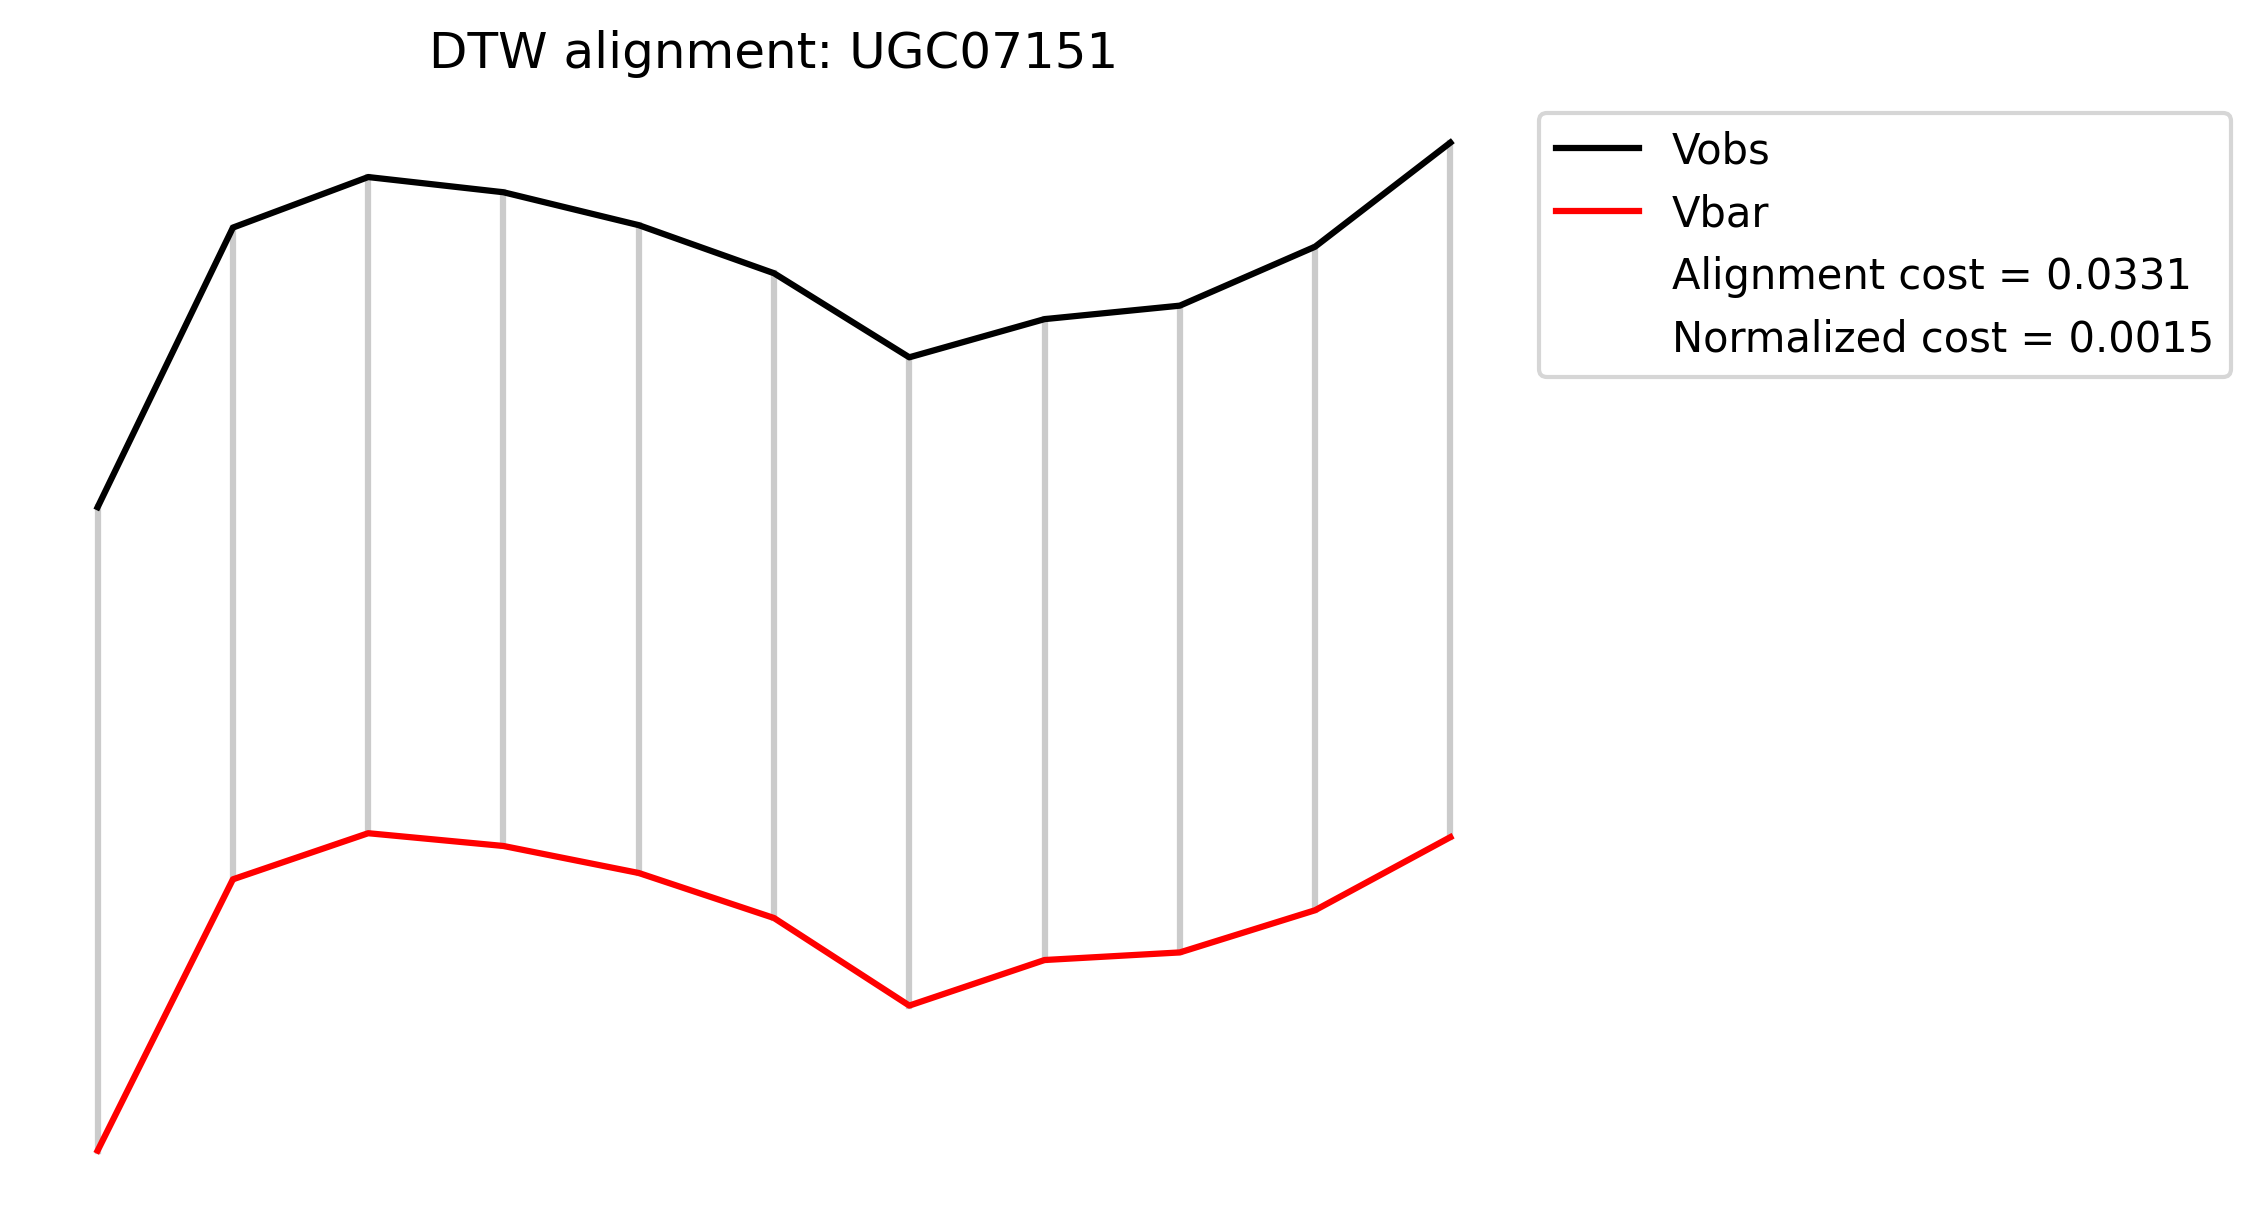 DTW alignment: UGC07151
Vobs
Vbar
Alignment cost = 0.0331
Normalized cost = 0.0015